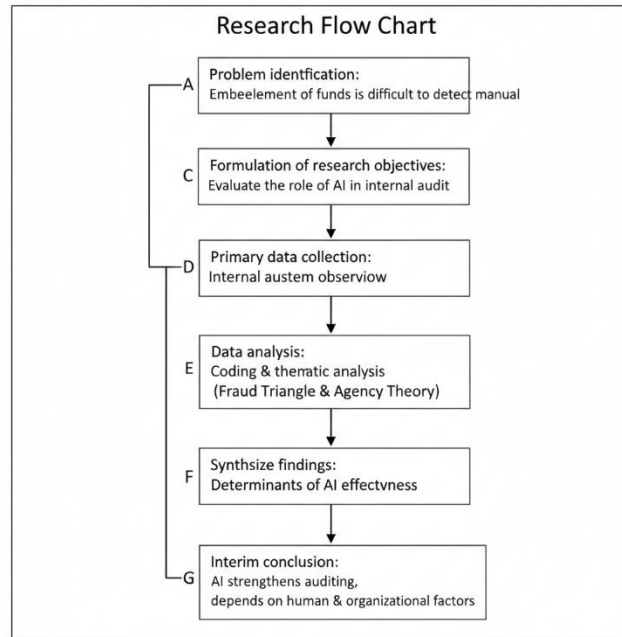 Research Flow Chart
A
Problem identfication:
Embeelement of funds is difficult to detect manual
C
Formulation of research objectives:
Evaluate the role of AI in internal audit
D
Primary data collection:
Internal austem observiow
E
Data analysis:
Coding & thematic analysis
(Fraud Triangle & Agency Theory)
F
Synthsize findings:
Determinants of AI effectvness
G
Interim conclusion:
AI strengthens auditing,
depends on human & organizational factors